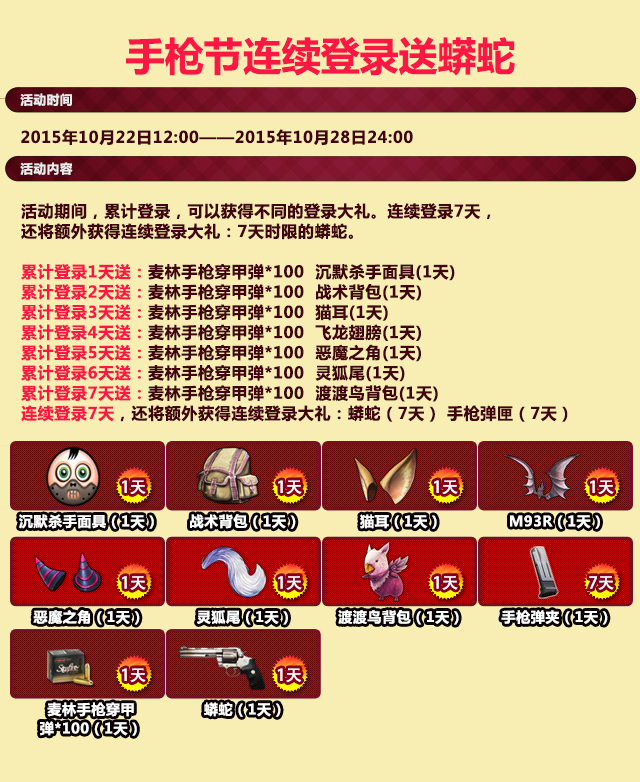 手枪节连续登录送蟒蛇
活动时间
2015年10月22日12:00——2015年10月28日24:00
活动内容
活动期间，累计登录，可以获得不同的登录大礼。连续登录7天，
还将额外获得连续登录大礼：7天时限的蟒蛇。
累计登录1天送：麦林手枪穿甲弹*100 沉默杀手面具(1天)
累计登录2天送：麦林手枪穿甲弹*100 战术背包(1天)
累计登录3天送：麦林手枪穿甲弹*100 猫耳(1天)
累计登录4天送：麦林手枪穿甲弹*100 飞龙翅膀(1天)
累计登录5天送：麦林手枪穿甲弹*100 恶魔之角(1天)
累计登录6天送：麦林手枪穿甲弹*100 灵狐尾(1天)
累计登录7天送：麦林手枪穿甲弹*100 渡渡鸟背包(1天)
连续登录7天，还将额外获得连续登录大礼：蟒蛇（7天） 手枪弹匣（7天）
1天 1天 1天 1天
沉默杀手面具（1天） 战术背包（1天） 猫耳（1天） M93R（1天）
1天 1天 1天 7天
恶魔之角（1天） 灵狐尾（1天） 渡渡鸟背包（1天） 手枪弹夹（1天）
1天 1天
麦林手枪穿甲 蟒蛇（1天）
弹*100（1天）